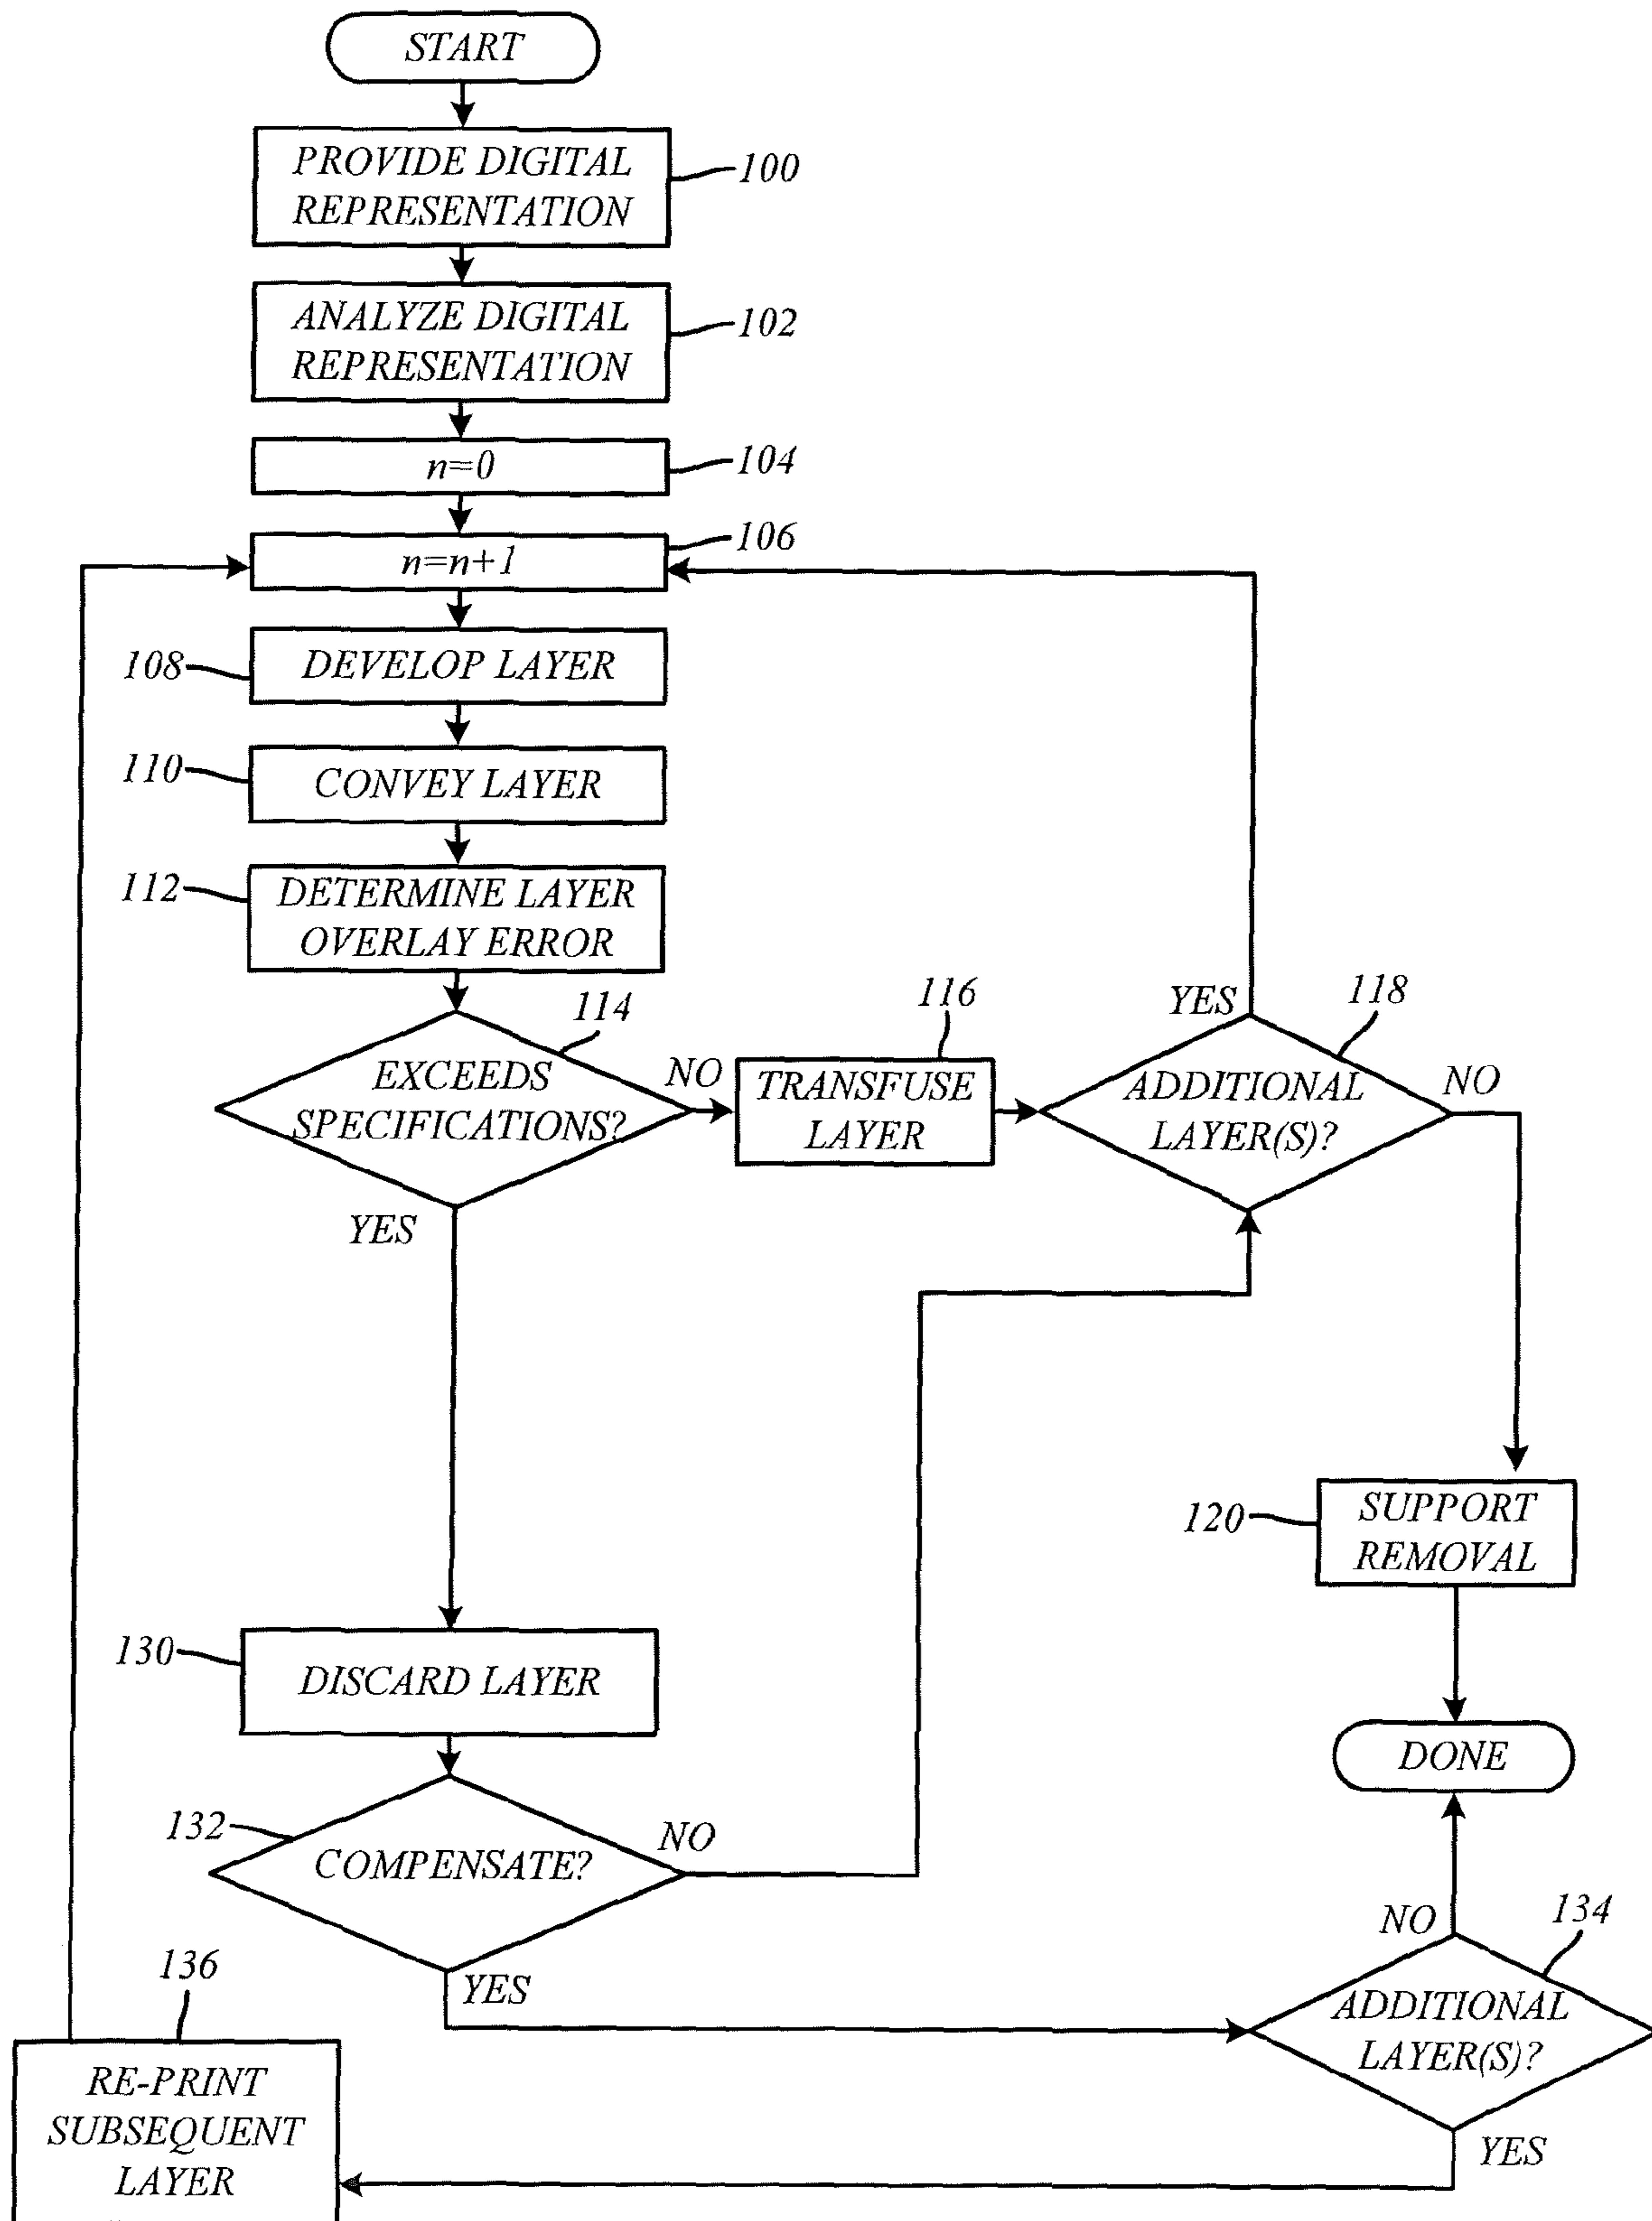 START
PROVIDE DIGITAL
REPRESENTATION
100
ANALYZE DIGITAL
REPRESENTATION
102
n=0
104
n=n+1
106
108
DEVELOP LAYER
110
CONVEY LAYER
112
DETERMINE LAYER
OVERLAY ERROR
114
EXCEEDS
SPECIFICATIONS?
NO
YES
116
TRANSFUSE
LAYER
118
YES
ADDITIONAL
LAYER(S)?
NO
120
SUPPORT
REMOVAL
DONE
130
DISCARD LAYER
132
COMPENSATE?
NO
YES
134
NO
ADDITIONAL
LAYER(S)?
YES
136
RE-PRINT
SUBSEQUENT
LAYER